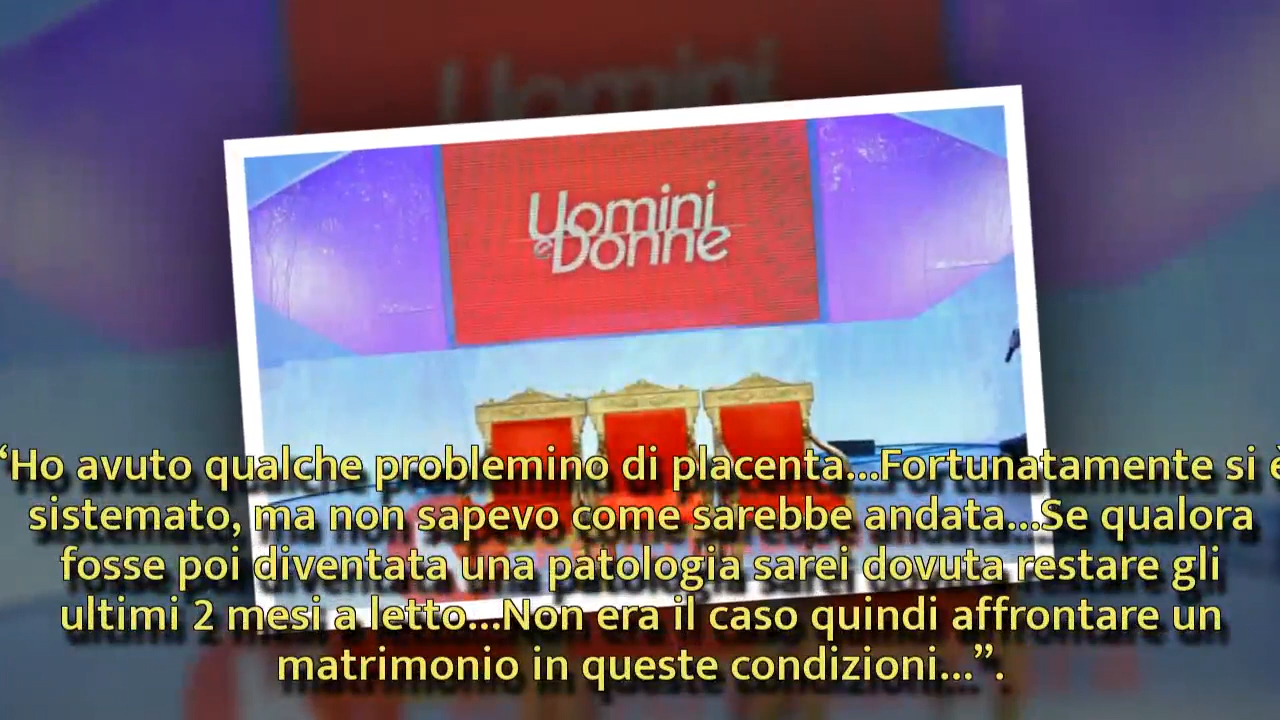 Uomini
Uomini
e Donne
“Ho avuto qualche problemino di placenta...Fortunatamente si è
sistemato, ma non sapevo come sarebbe andata...Se qualora
fosse poi diventata una patologia sarei dovuta restare gli
ultimi 2 mesi a letto...Non era il caso quindi affrontare un
matrimonio in queste condizioni...”.